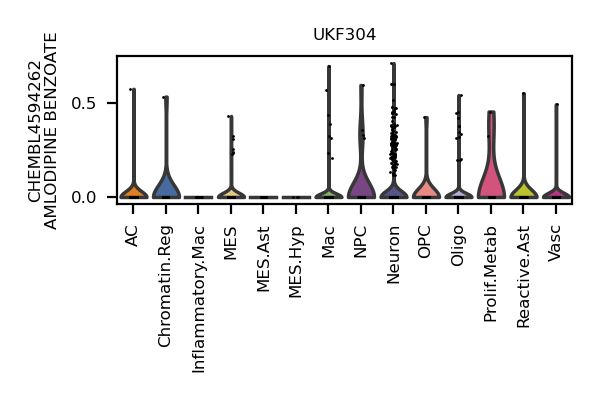 UKF304
CHEMBL4594262
AMLODIPINE BENZOATE
0.5
0.0
AC
Chromatin.Reg
Inflammatory.Mac
MES
MES.Ast
MES.Hyp
Mac
NPC
Neuron
OPC
Oligo
Prolif.Metab
Reactive.Ast
Vasc